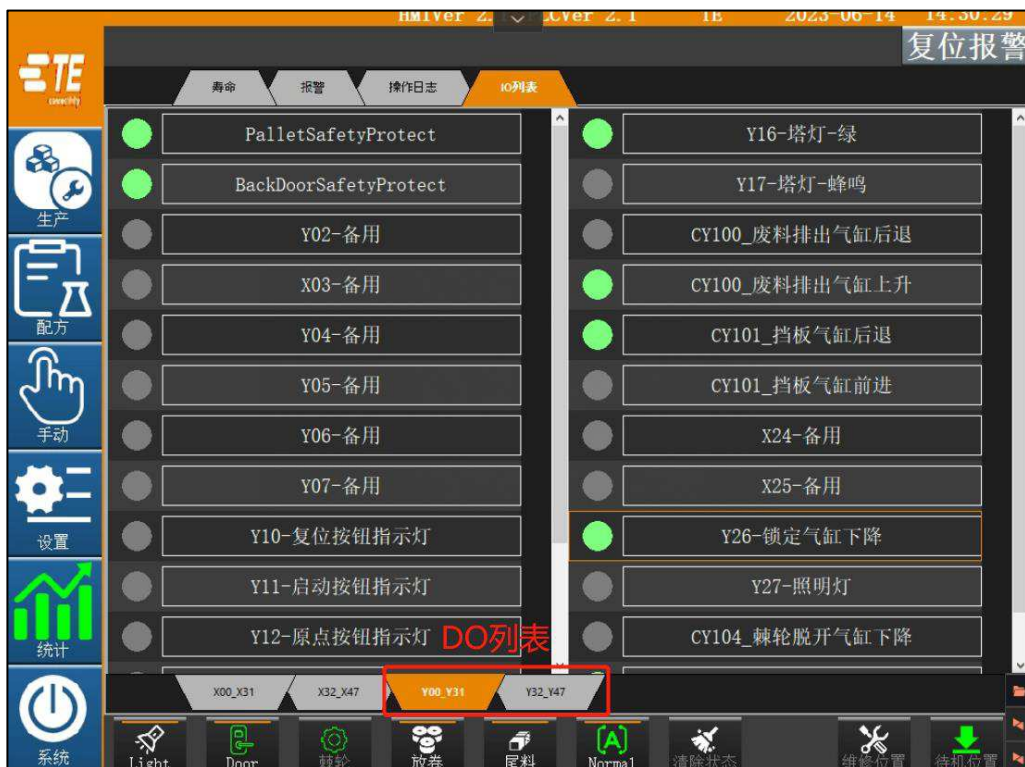 HMIVer 2.1 PLCVer 2.1 TE 2023-06-14 14:30:29
复位报警
TE
connectivity
寿命 报警 操作日志 IO列表
PalletSafetyProtect
BackDoorSafetyProtect
Y02-备用
X03-备用
Y04-备用
Y05-备用
Y06-备用
Y07-备用
Y10-复位按钮指示灯
Y11-启动按钮指示灯
Y12-原点按钮指示灯
Y16-塔灯-绿
Y17-塔灯-蜂鸣
CY100_废料排出气缸后退
CY100_废料排出气缸上升
CY101_挡板气缸后退
CY101_挡板气缸前进
X24-备用
X25-备用
Y26-锁定气缸下降
Y27-照明灯
CY104_棘轮脱开气缸下降
DO列表
X00_X31 X32_X47 Y00_Y31 Y32_Y47
生产
配方
手动
设置
统计
系统
Light Door 棘轮 放卷 尾料 Normal 清除状态 维修位置 待机位置